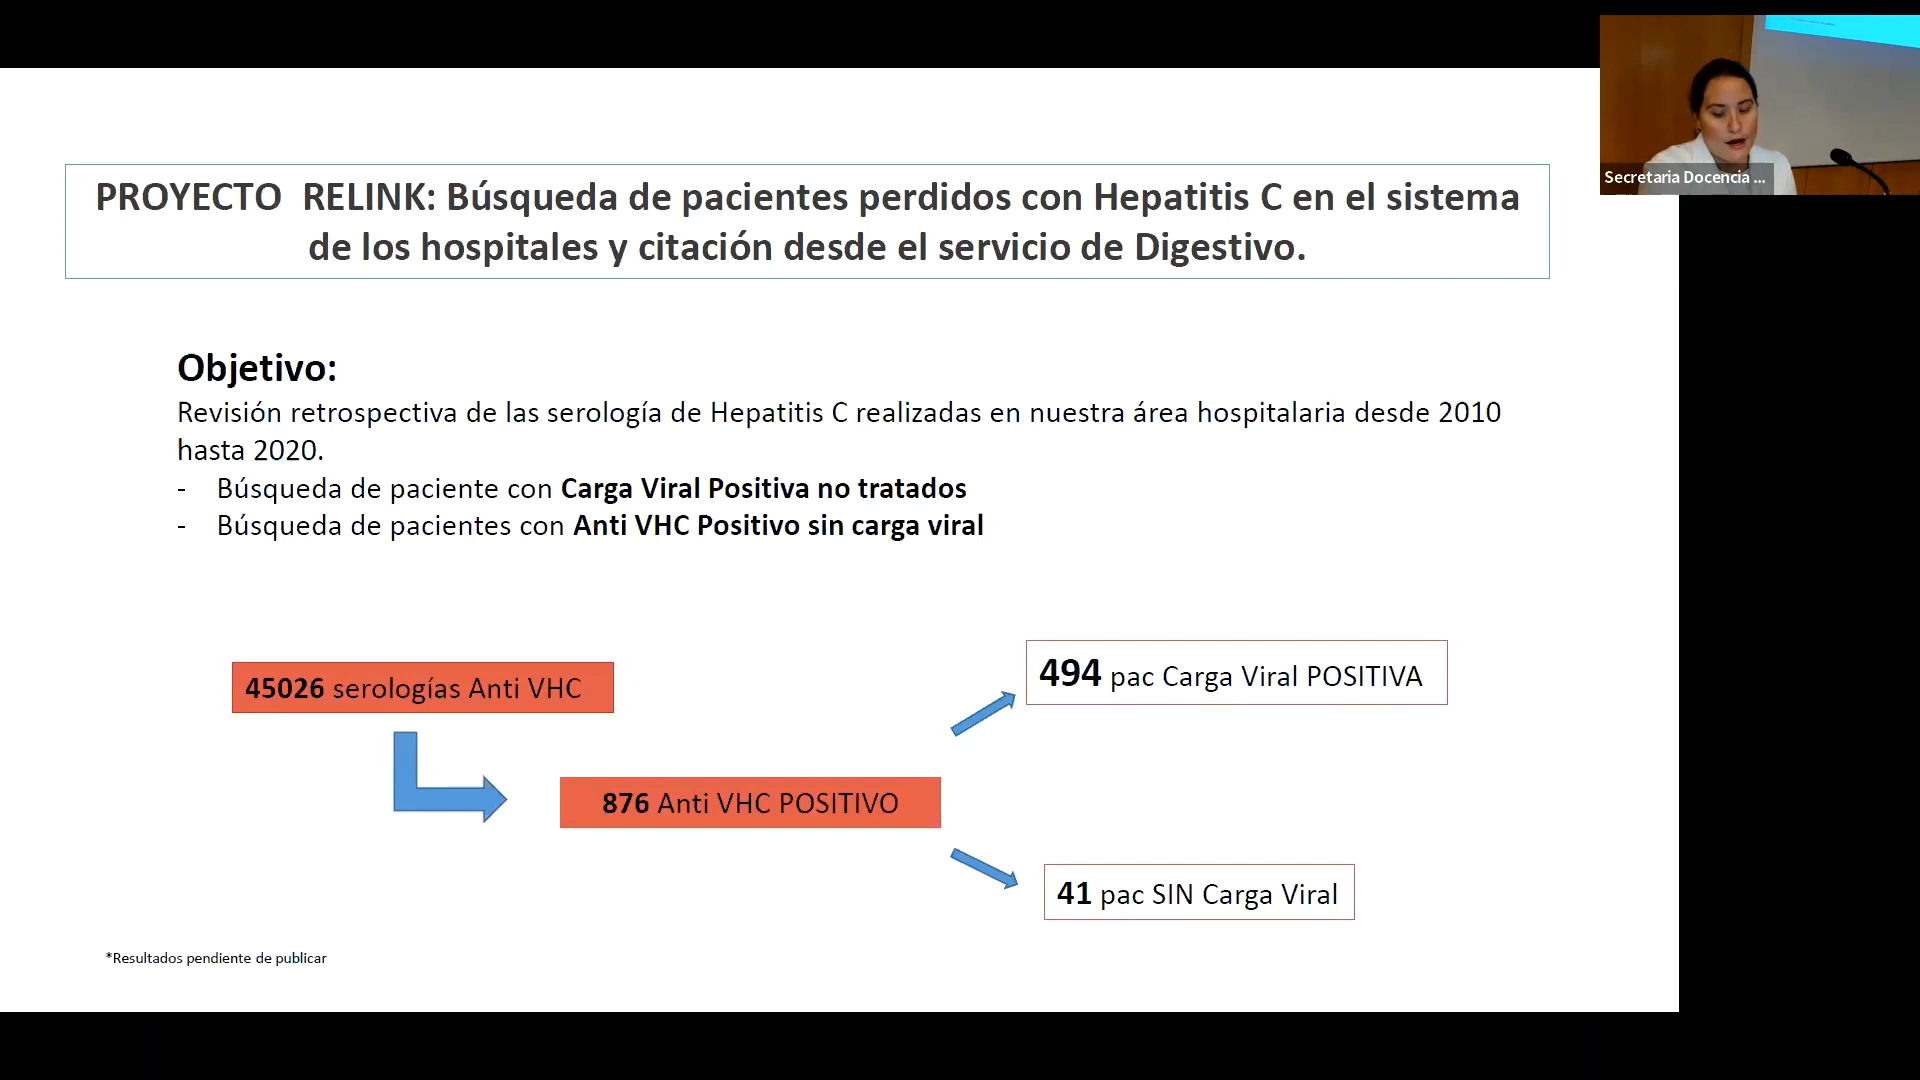 PROYECTO RELINK: Búsqueda de pacientes perdidos con Hepatitis C en el sistema
de los hospitales y citación desde el servicio de Digestivo.
Secretaria Docencia ...
Objetivo:
Revisión retrospectiva de las serología de Hepatitis C realizadas en nuestra área hospitalaria desde 2010
hasta 2020.
- Búsqueda de paciente con Carga Viral Positiva no tratados
- Búsqueda de pacientes con Anti VHC Positivo sin carga viral
45026 serologías Anti VHC
494 pac Carga Viral POSITIVA
876 Anti VHC POSITIVO
41 pac SIN Carga Viral
*Resultados pendiente de publicar